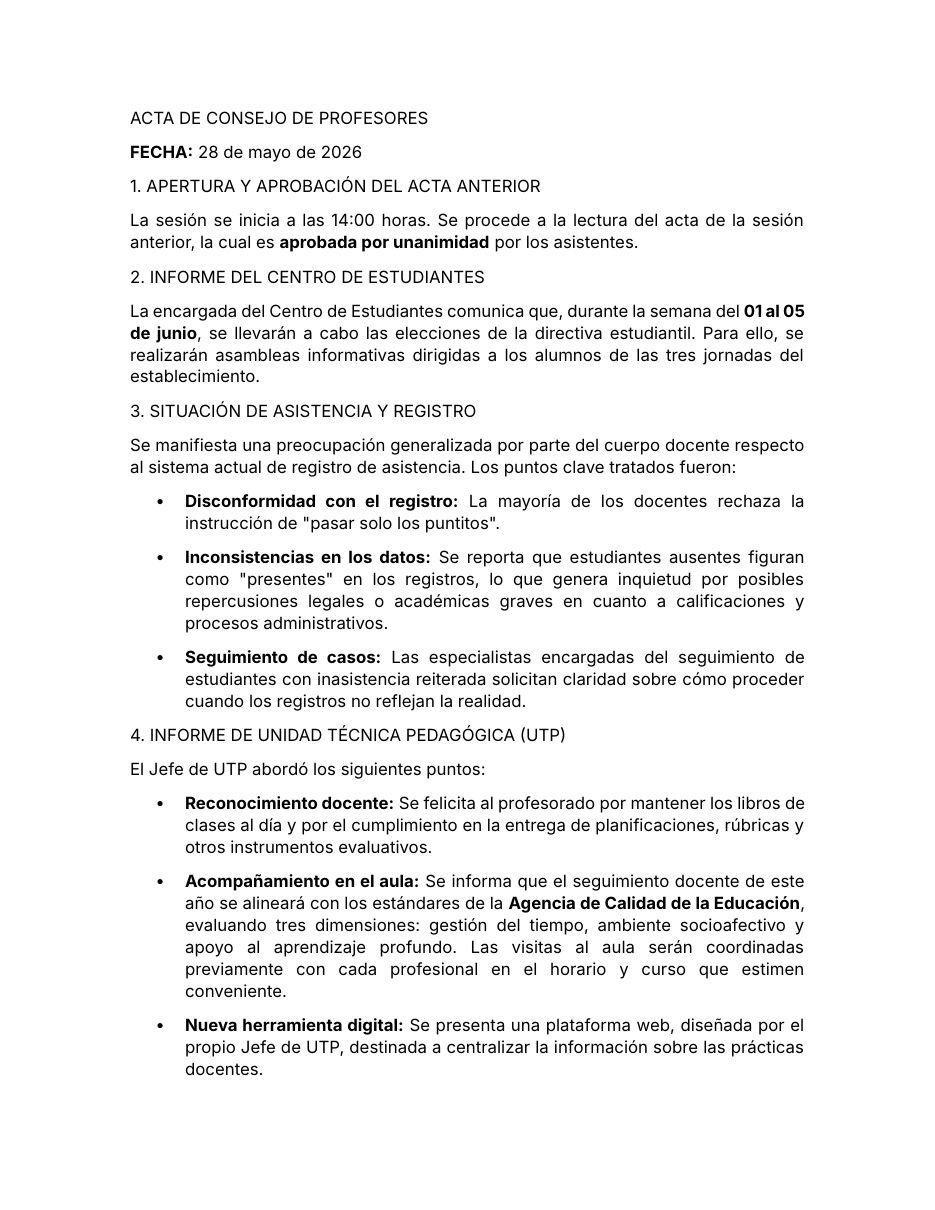 ACTA DE CONSEJO DE PROFESORES
FECHA: 28 de mayo de 2026
1. APERTURA Y APROBACIÓN DEL ACTA ANTERIOR
La sesión se inicia a las 14:00 horas. Se procede a la lectura del acta de la sesión
anterior, la cual es aprobada por unanimidad por los asistentes.
2. INFORME DEL CENTRO DE ESTUDIANTES
La encargada del Centro de Estudiantes comunica que, durante la semana del 01 al 05
de junio, se llevarán a cabo las elecciones de la directiva estudiantil. Para ello, se
realizarán asambleas informativas dirigidas a los alumnos de las tres jornadas del
establecimiento.
3. SITUACIÓN DE ASISTENCIA Y REGISTRO
Se manifiesta una preocupación generalizada por parte del cuerpo docente respecto
al sistema actual de registro de asistencia. Los puntos clave tratados fueron:
• Disconformidad con el registro: La mayoría de los docentes rechaza la
instrucción de "pasar solo los puntitos".
• Inconsistencias en los datos: Se reporta que estudiantes ausentes figuran
como "presentes" en los registros, lo que genera inquietud por posibles
repercusiones legales o académicas graves en cuanto a calificaciones y
procesos administrativos.
• Seguimiento de casos: Las especialistas encargadas del seguimiento de
estudiantes con inasistencia reiterada solicitan claridad sobre cómo proceder
cuando los registros no reflejan la realidad.
4. INFORME DE UNIDAD TÉCNICA PEDAGÓGICA (UTP)
El Jefe de UTP abordó los siguientes puntos:
• Reconocimiento docente: Se felicita al profesorado por mantener los libros de
clases al día y por el cumplimiento en la entrega de planificaciones, rúbricas y
otros instrumentos evaluativos.
• Acompañamiento en el aula: Se informa que el seguimiento docente de este
año se alineará con los estándares de la Agencia de Calidad de la Educación,
evaluando tres dimensiones: gestión del tiempo, ambiente socioafectivo y
apoyo al aprendizaje profundo. Las visitas al aula serán coordinadas
previamente con cada profesional en el horario y curso que estimen
conveniente.
• Nueva herramienta digital: Se presenta una plataforma web, diseñada por el
propio Jefe de UTP, destinada a centralizar la información sobre las prácticas
docentes.